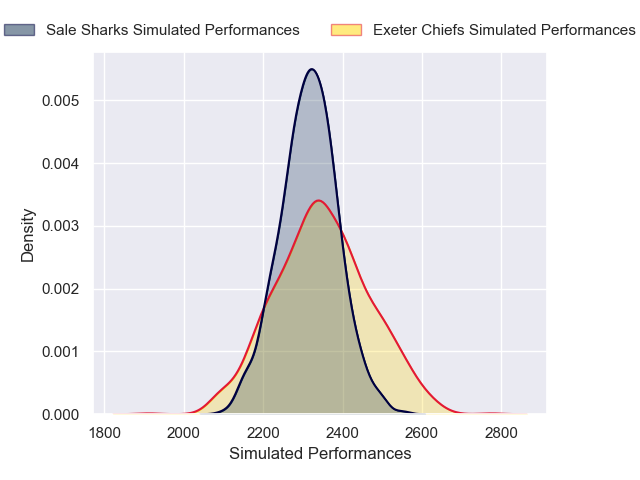 Sale Sharks Simulated Performances Exeter Chiefs Simulated Performances
0.005
0.004
0.003
0.002
0.001
0.000
Density
1800 2000 2200 2400 2600 2800
Simulated Performances